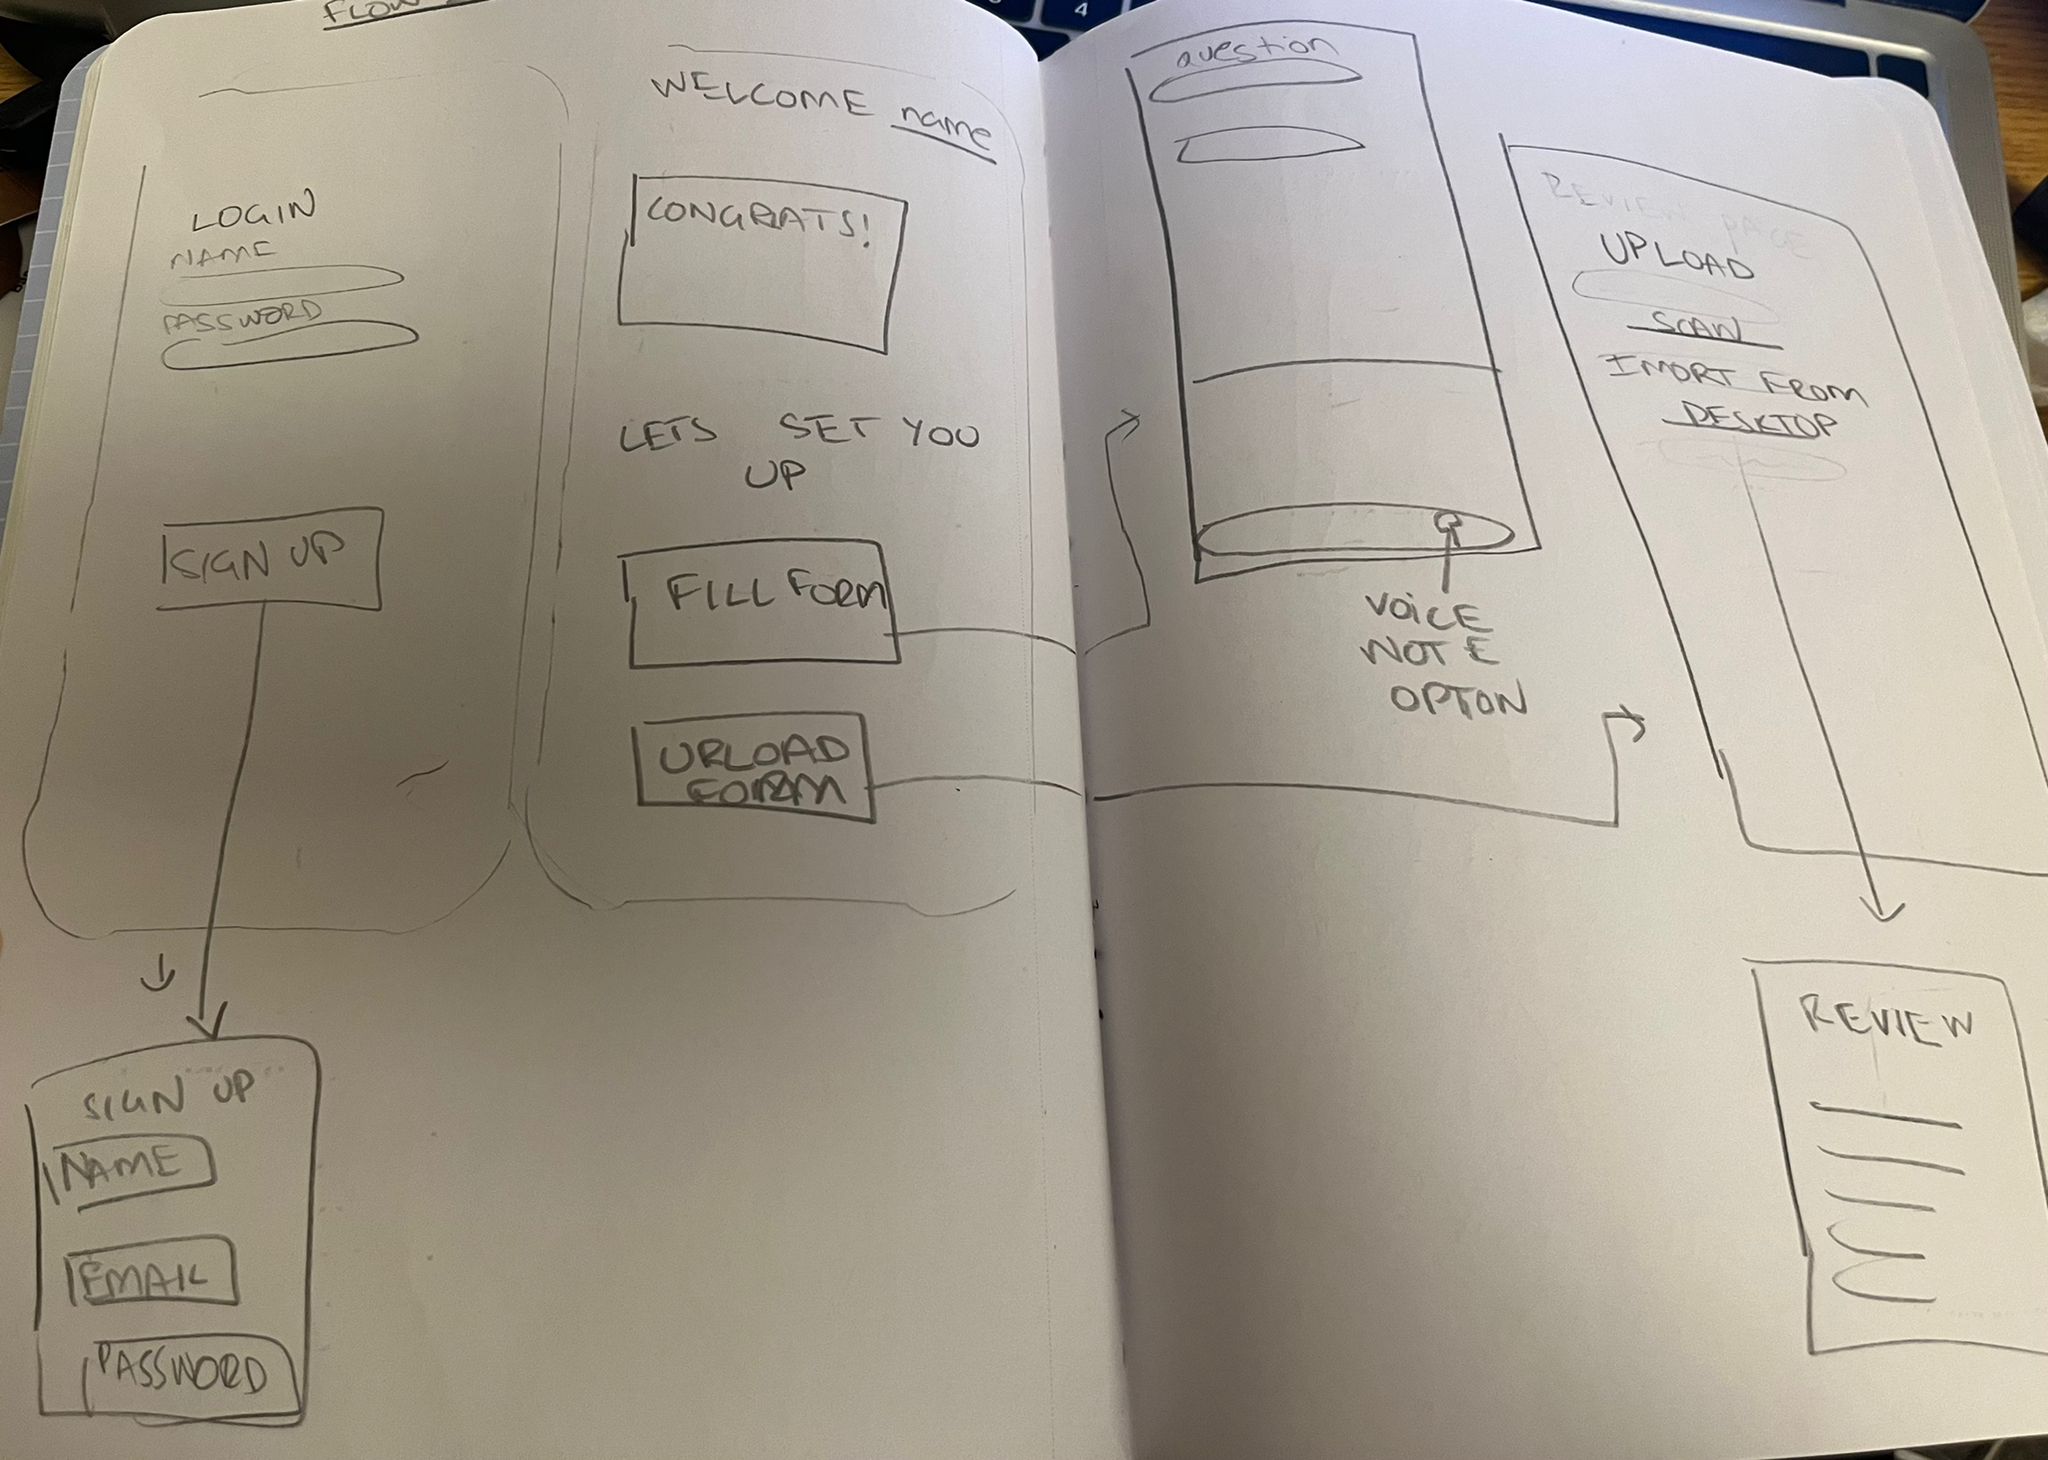 FLOW
LOGIN
NAME
PASSWORD
SIGN UP
SIGN UP
NAME
EMAIL
PASSWORD
WELCOME name
CONGRATS!
LETS SET YOU
UP
FILL FORM
UPLOAD
FORM
question
VOICE
NOTE
OPTON
REVIEW PAGE
UPLOAD
SCAN
IMORT FROM
DESKTOP
REVIEW